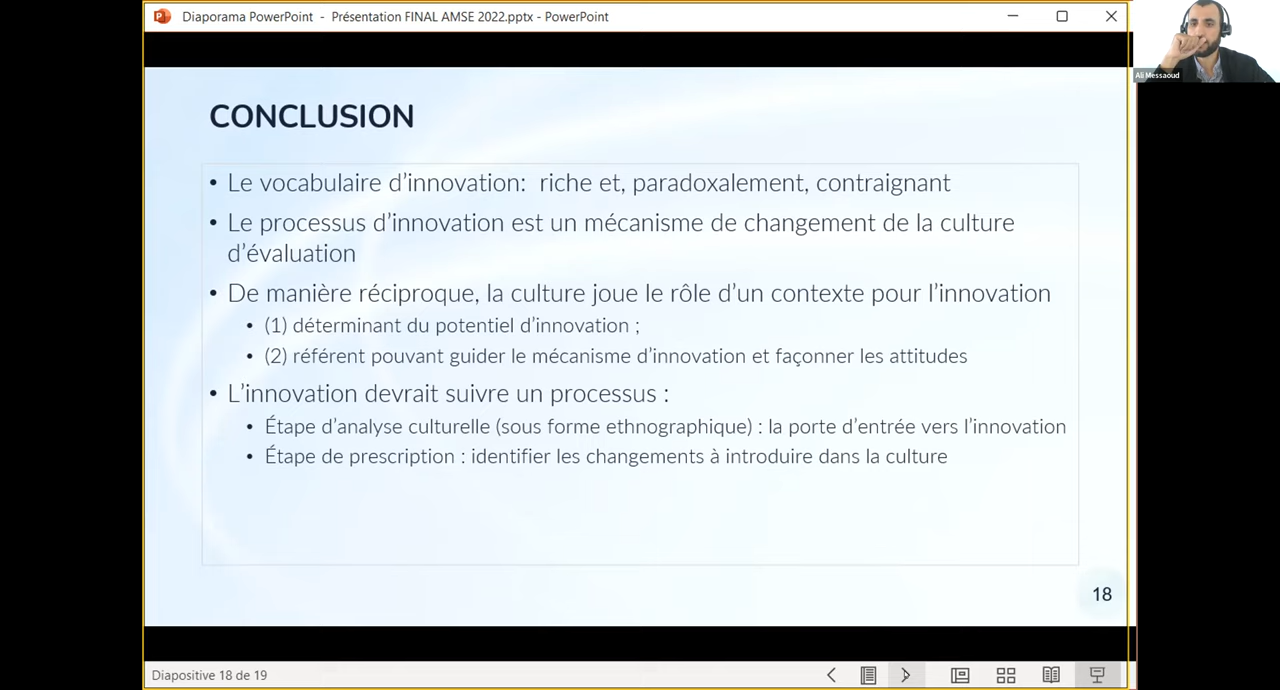 Diaporama PowerPoint - Présentation FINAL AMSE 2022.pptx - PowerPoint
Ali Messaoud
CONCLUSION
• Le vocabulaire d’innovation: riche et, paradoxalement, contraignant
• Le processus d’innovation est un mécanisme de changement de la culture
d’évaluation
• De manière réciproque, la culture joue le rôle d’un contexte pour l’innovation
• (1) déterminant du potentiel d’innovation ;
• (2) référent pouvant guider le mécanisme d’innovation et façonner les attitudes
• L’innovation devrait suivre un processus :
• Étape d’analyse culturelle (sous forme ethnographique) : la porte d’entrée vers l’innovation
• Étape de prescription : identifier les changements à introduire dans la culture
18
Diapositive 18 de 19